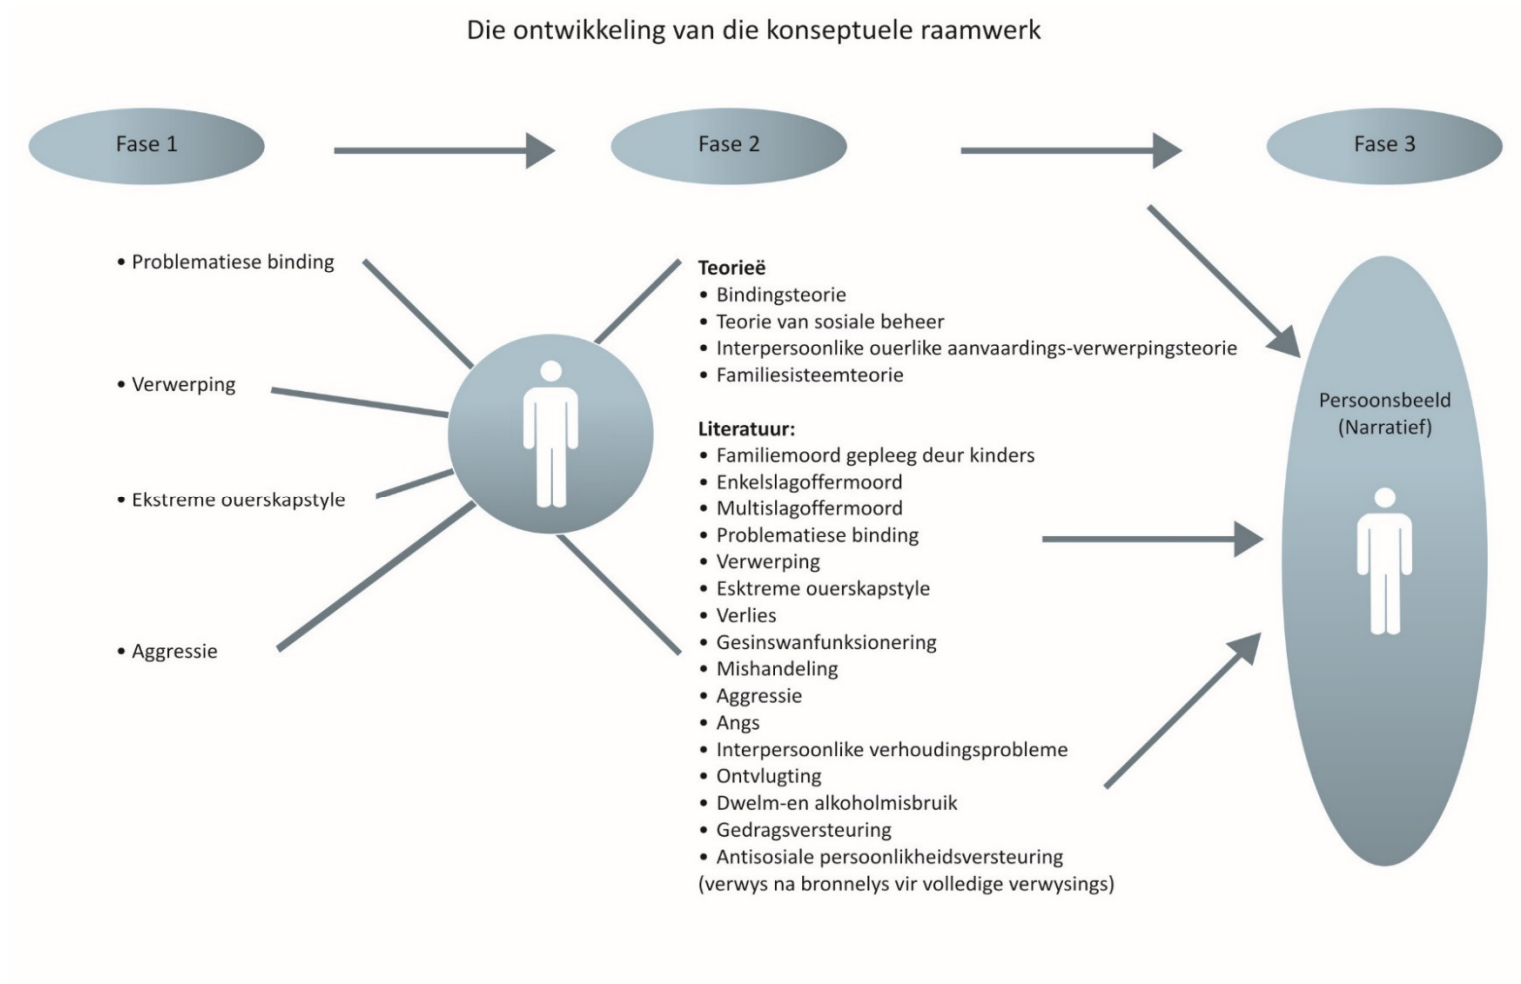 Die ontwikkeling van die konseptuele raamwerk
Fase 1
Fase 2
Fase 3
• Problematiese binding
• Verwerping
• Ekstreme ouerskapstyle
• Aggressie
Teorieë
• Bindingsteorie
• Teorie van sosiale beheer
• Interpersoonlike ouerlike aanvaardings-verwerpingsteorie
• Familiesisteemteorie
Literatuur:
• Familiemoord gepleeg deur kinders
• Enkelslagoffermoord
• Multislagoffermoord
• Problematiese binding
• Verwerping
• Esktreme ouerskapstyle
• Verlies
• Gesinswanfunksionering
• Mishandeling
• Aggressie
• Angs
• Interpersoonlike verhoudingsprobleme
• Ontvlugting
• Dwelm-en alkoholmisbruik
• Gedragsversteuring
• Antisosiale persoonlikheidsversteuring
(verwys na bronnelys vir volledige verwysings)
Persoonsbeeld
(Narratief)